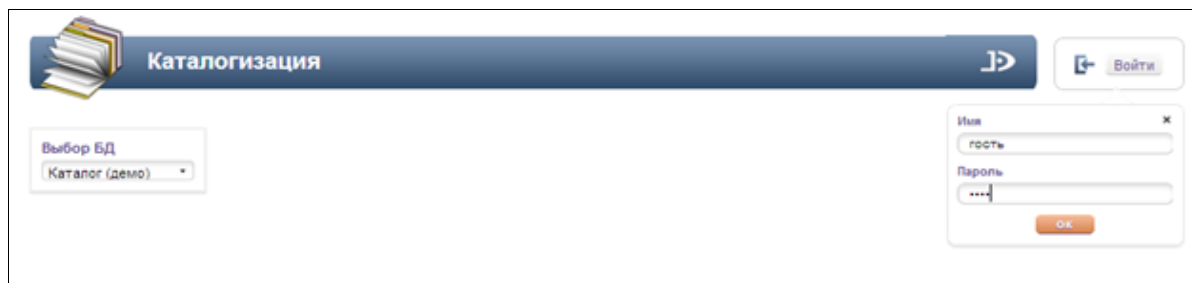 Каталогизация
Войти
Выбор БД
Каталог (демо)
Имя
гость
Пароль
••••
ОК